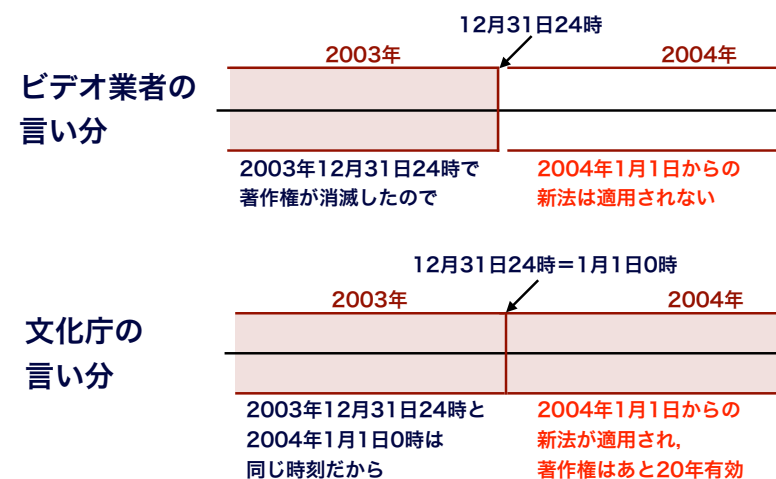 12月31日24時
2003年
2004年
ビデオ業者の
言い分
2003年12月31日24時で
著作権が消滅したので
2004年1月1日からの
新法は適用されない
12月31日24時＝1月1日0時
2003年
2004年
文化庁の
言い分
2003年12月31日24時と
2004年1月1日0時は
同じ時刻だから
2004年1月1日からの
新法が適用され，
著作権はあと20年有効